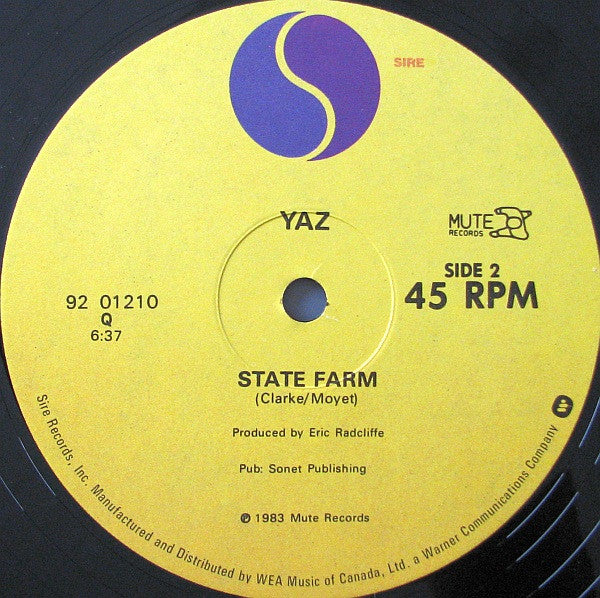 SIRE
YAZ
MUTE
RECORDS
SIDE 2
45 RPM
92 01210
Q
6:37
STATE FARM
(Clarke/Moyet)
Produced by Eric Radcliffe
Pub: Sonet Publishing
℗ 1983 Mute Records
Sire Records, Inc. Manufactured and Distributed by WEA Music of Canada, Ltd. a Warner Communications Company